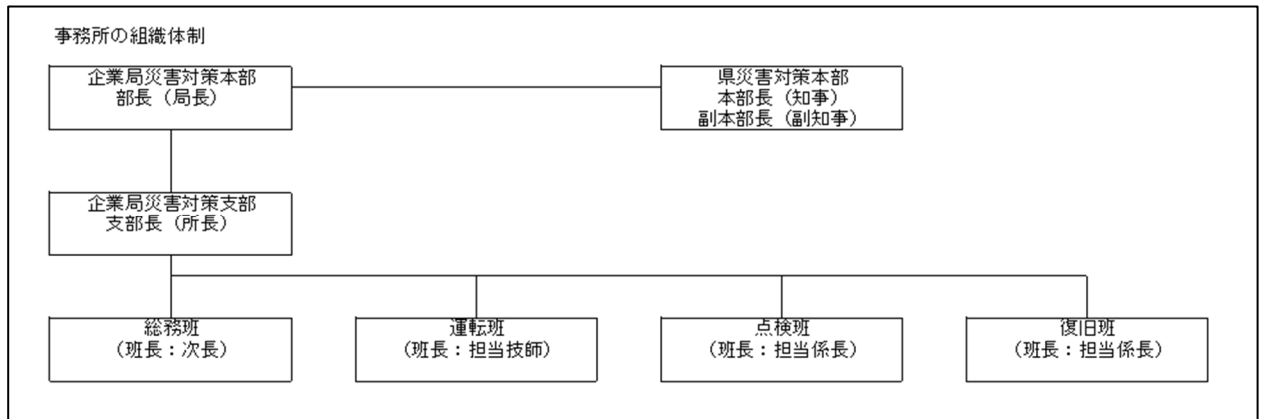 事務所の組織体制
企業局災害対策本部
部長（局長）
県災害対策本部
本部長（知事）
副本部長（副知事）
企業局災害対策支部
支部長（所長）
総務班
（班長：次長）
運転班
（班長：担当技師）
点検班
（班長：担当係長）
復旧班
（班長：担当係長）